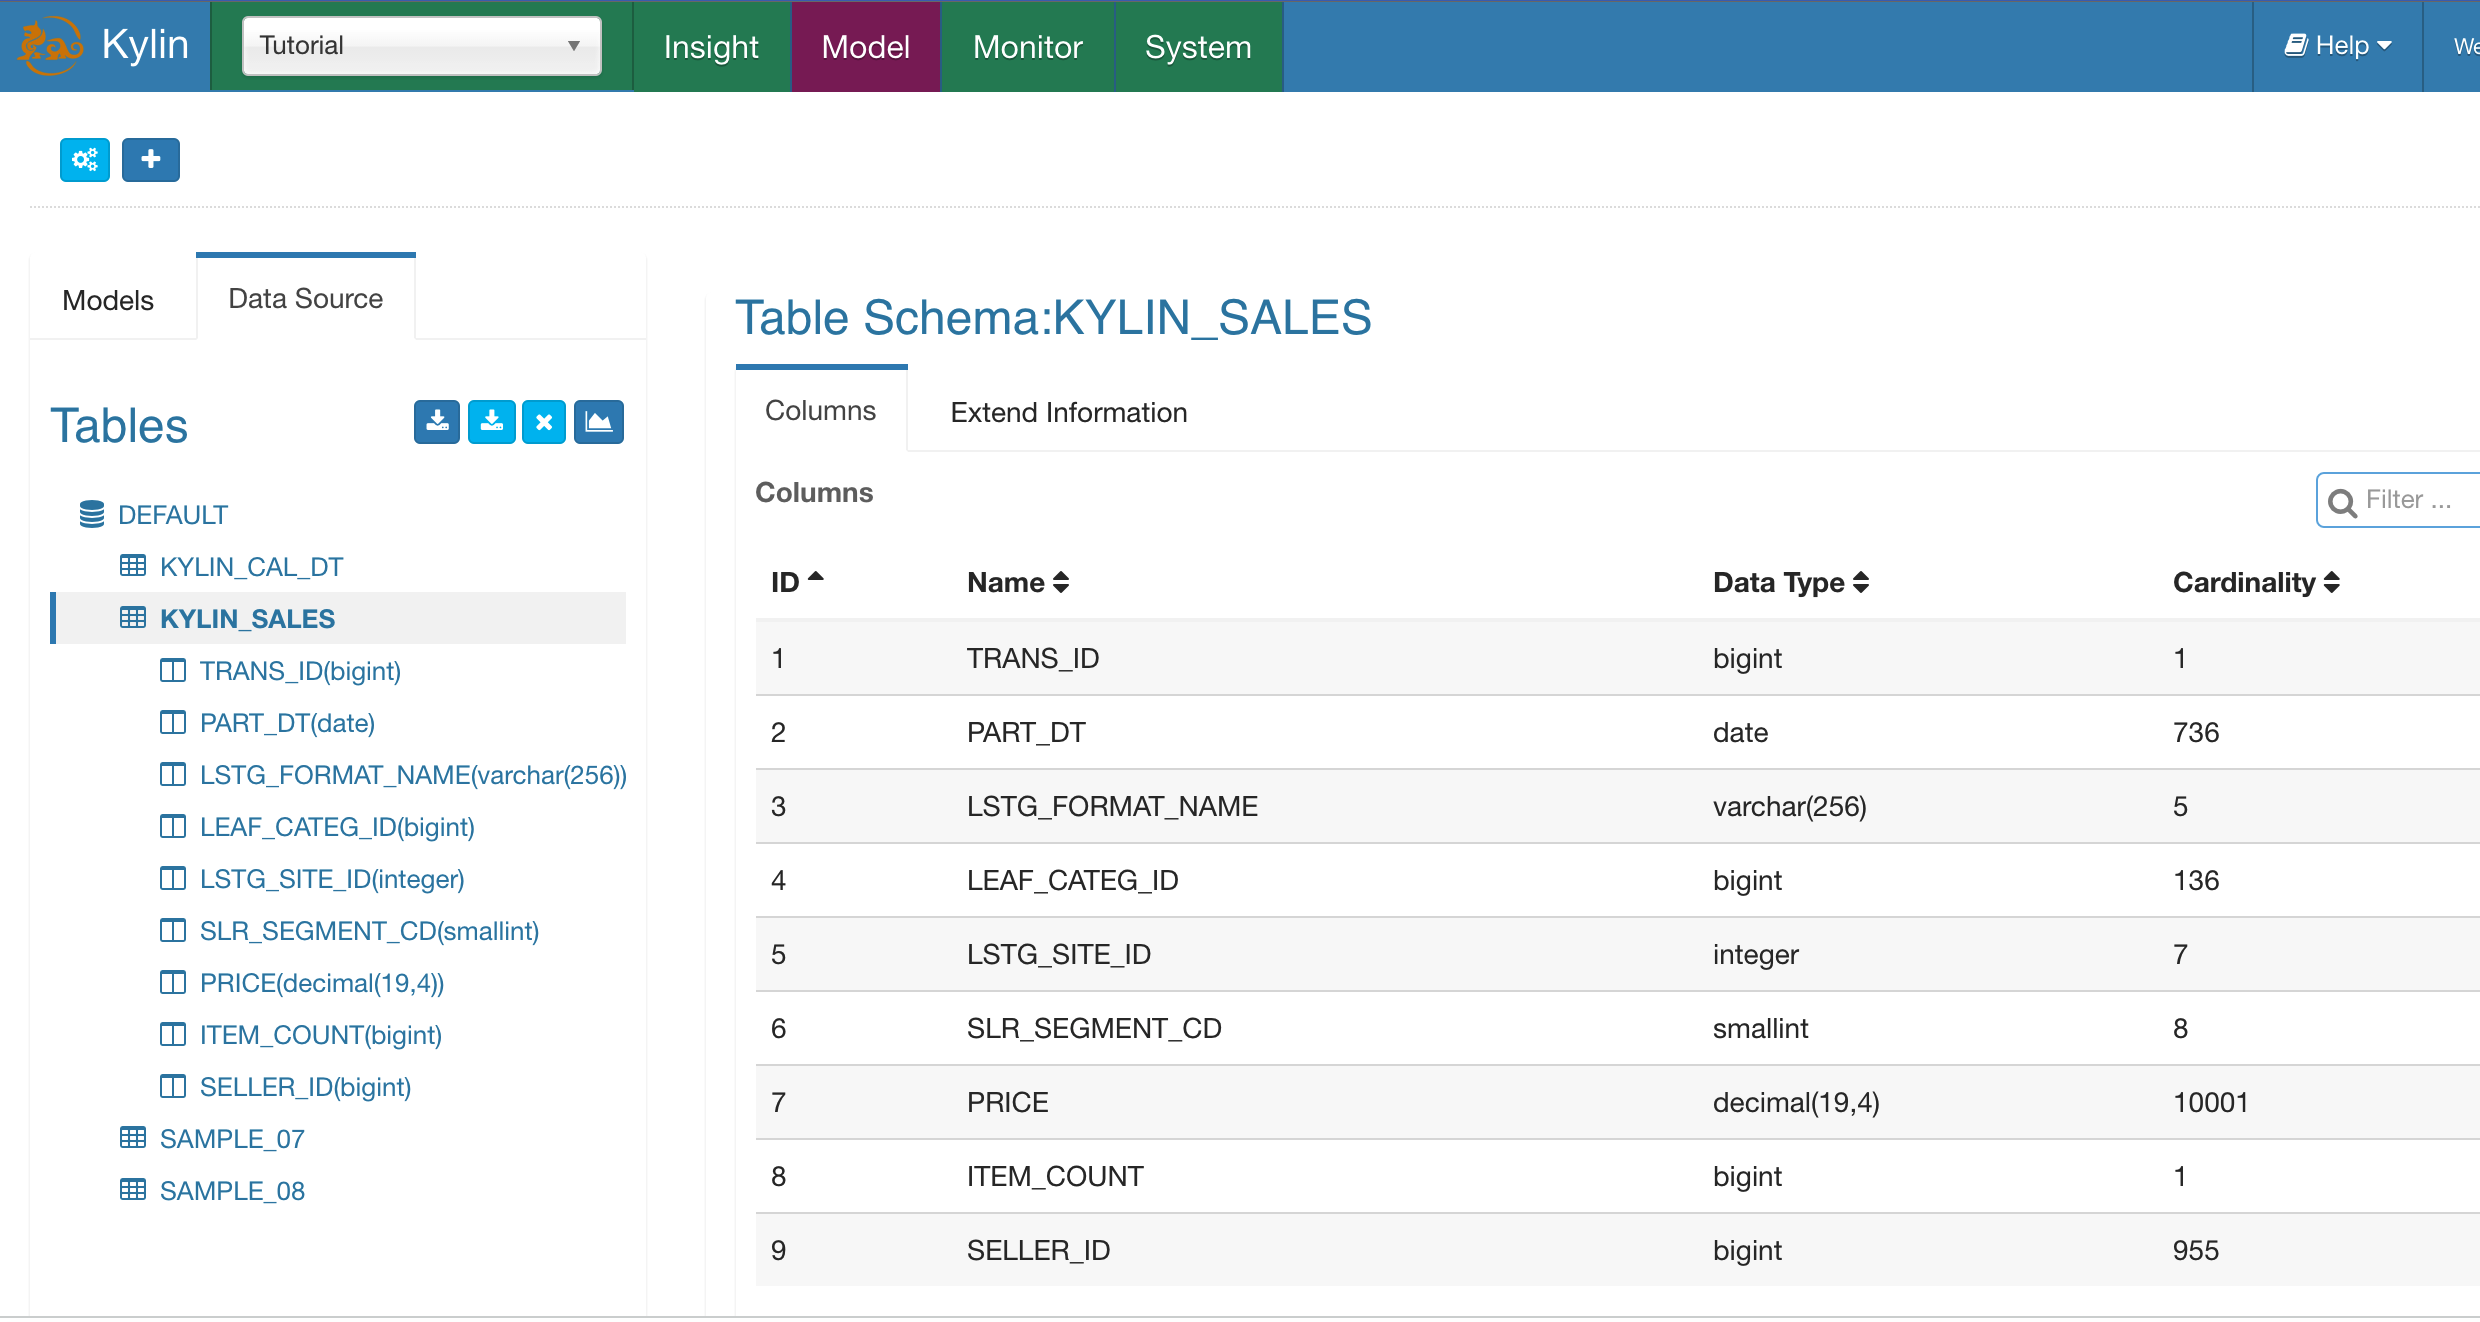 Kylin
Tutorial
Insight
Model
Monitor
System
Help
Models
Data Source
Tables
DEFAULT
KYLIN_CAL_DT
KYLIN_SALES
TRANS_ID(bigint)
PART_DT(date)
LSTG_FORMAT_NAME(varchar(256))
LEAF_CATEG_ID(bigint)
LSTG_SITE_ID(integer)
SLR_SEGMENT_CD(smallint)
PRICE(decimal(19,4))
ITEM_COUNT(bigint)
SELLER_ID(bigint)
SAMPLE_07
SAMPLE_08
Table Schema:KYLIN_SALES
Columns
Extend Information
Columns
Filter ...
ID Name Data Type Cardinality
1 TRANS_ID bigint 1
2 PART_DT date 736
3 LSTG_FORMAT_NAME varchar(256) 5
4 LEAF_CATEG_ID bigint 136
5 LSTG_SITE_ID integer 7
6 SLR_SEGMENT_CD smallint 8
7 PRICE decimal(19,4) 10001
8 ITEM_COUNT bigint 1
9 SELLER_ID bigint 955